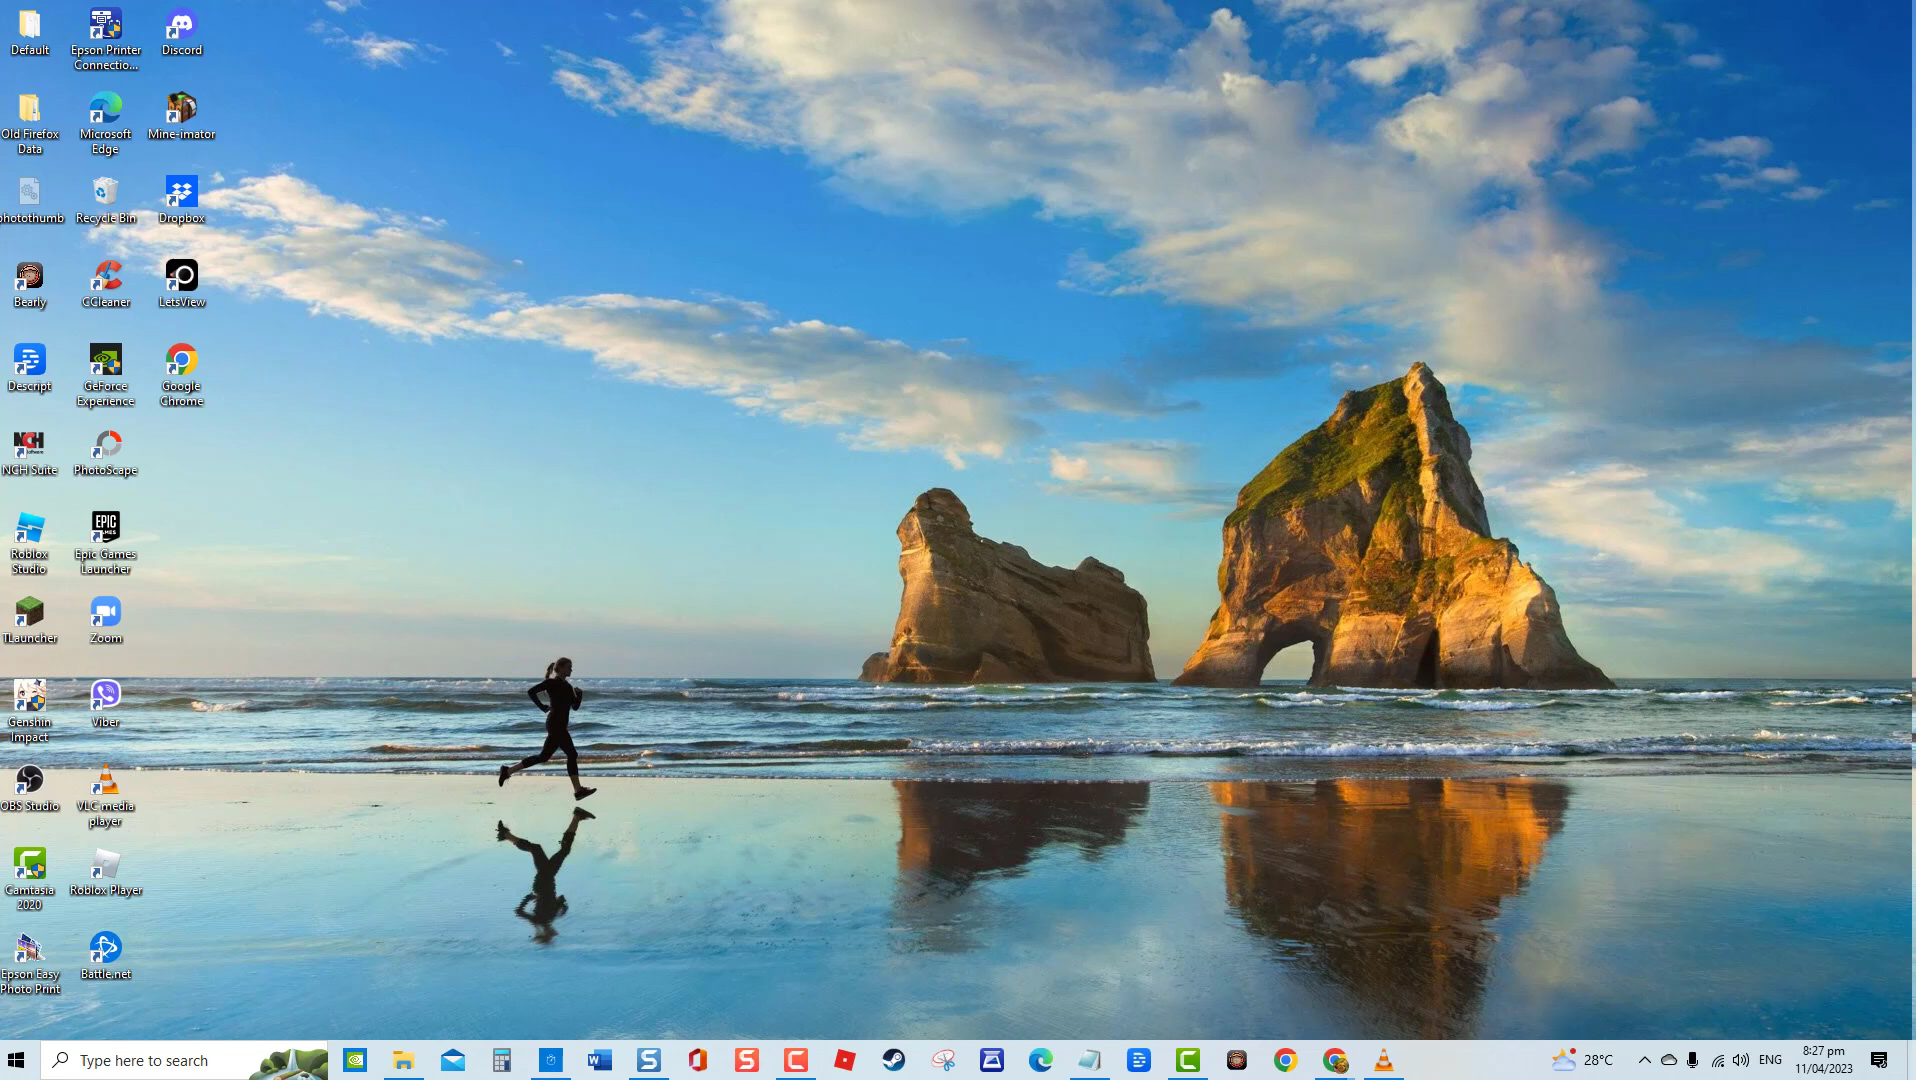 Default
Epson Printer
Connectio...
Discord
Old Firefox
Data
Microsoft
Edge
Mine-imator
photothumb
Recycle Bin
Dropbox
Bearly
CCleaner
LetsView
Descript
GeForce
Experience
Google
Chrome
NCH
NCH Suite
PhotoScape
Roblox
Studio
EPIC
GAMES
Epic Games
Launcher
TLauncher
Zoom
Genshin
Impact
Viber
OBS Studio
VLC media
player
Camtasia
2020
Roblox Player
Epson Easy
Photo Print
Battle.net
Type here to search
28°C
ENG
8:27 pm
11/04/2023